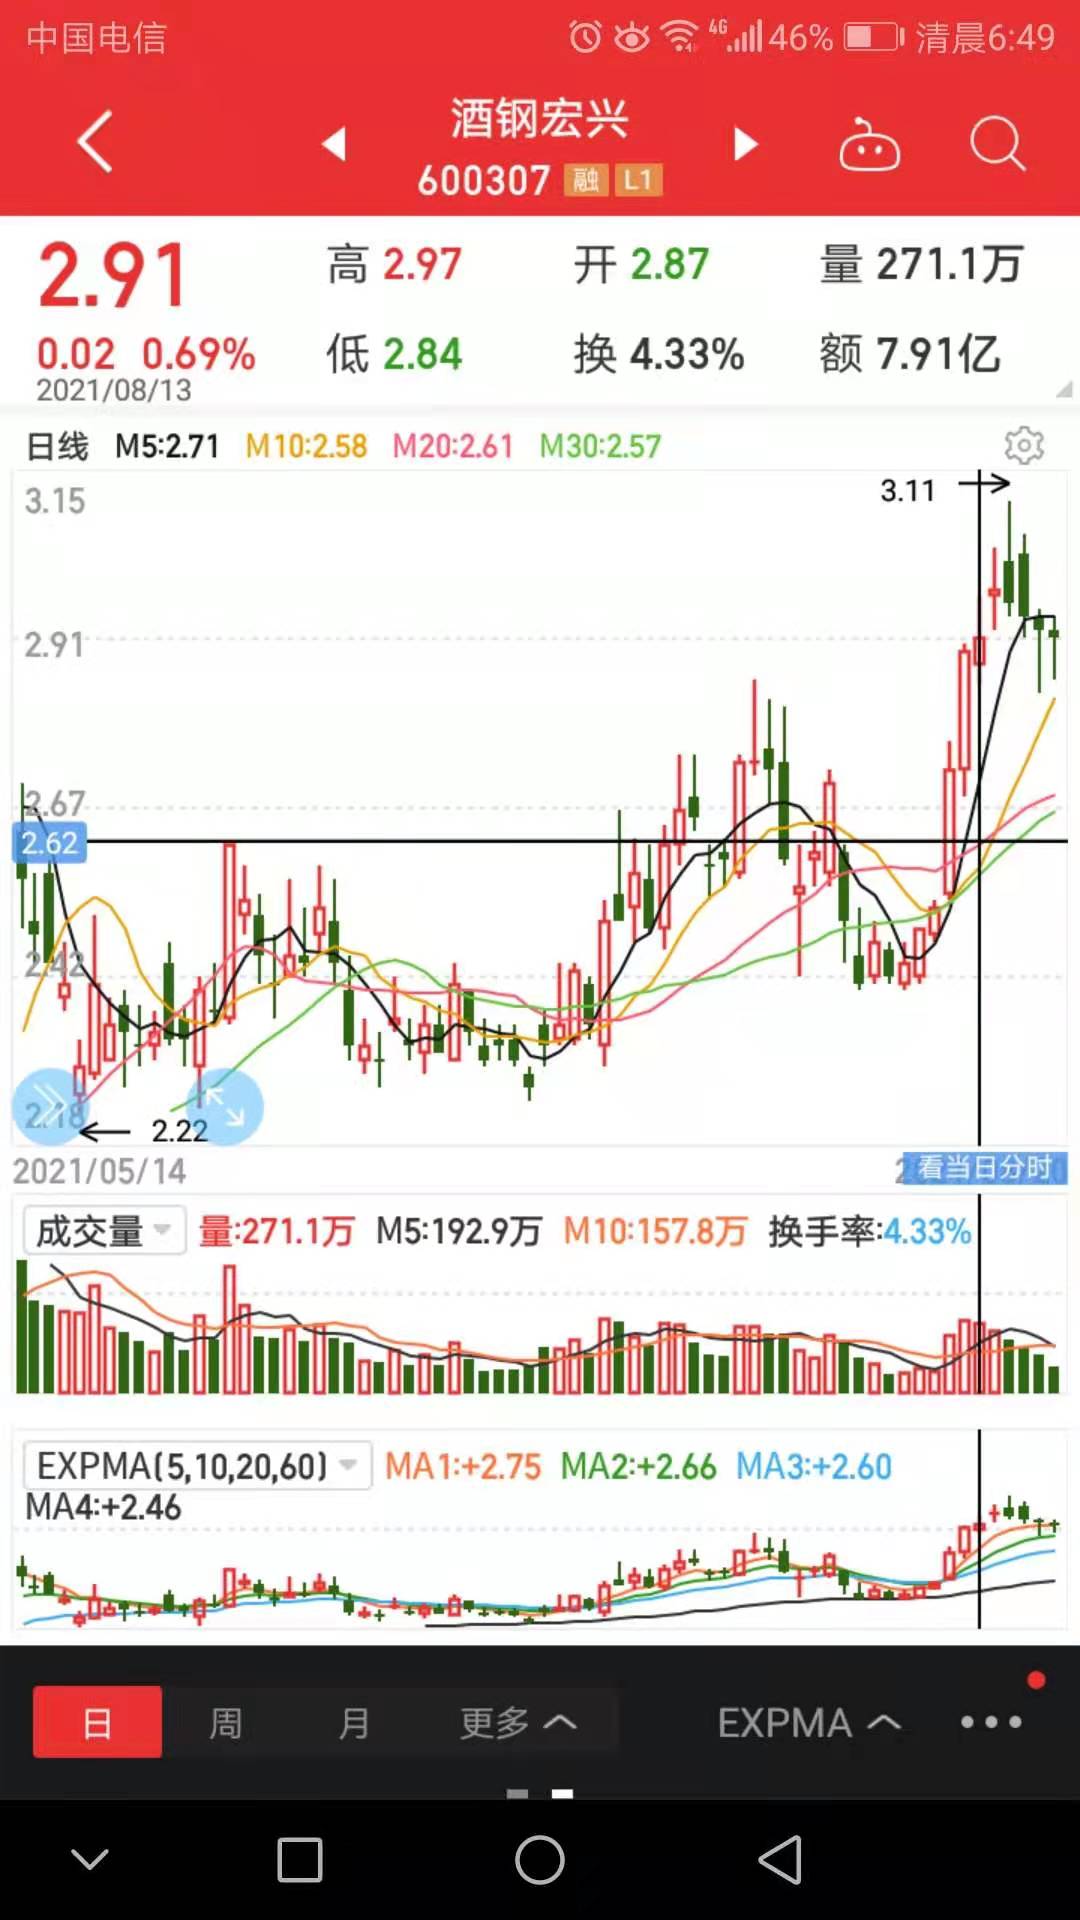 中国电信 4G 46% 清晨6:49
酒钢宏兴
600307 融 L1
2.91 高 2.97 开 2.87 量 271.1万
0.02 0.69% 低 2.84 换 4.33% 额 7.91亿
2021/08/13
日线 M5:2.71 M10:2.58 M20:2.61 M30:2.57
3.15
3.11
2.91
2.67
2.62
2.42
2.18
2.22
2021/05/14 看当日分时
成交量 量:271.1万 M5:192.9万 M10:157.8万 换手率:4.33%
EXPMA(5,10,20,60) MA1:+2.75 MA2:+2.66 MA3:+2.60
MA4:+2.46
日 周 月 更多 EXPMA